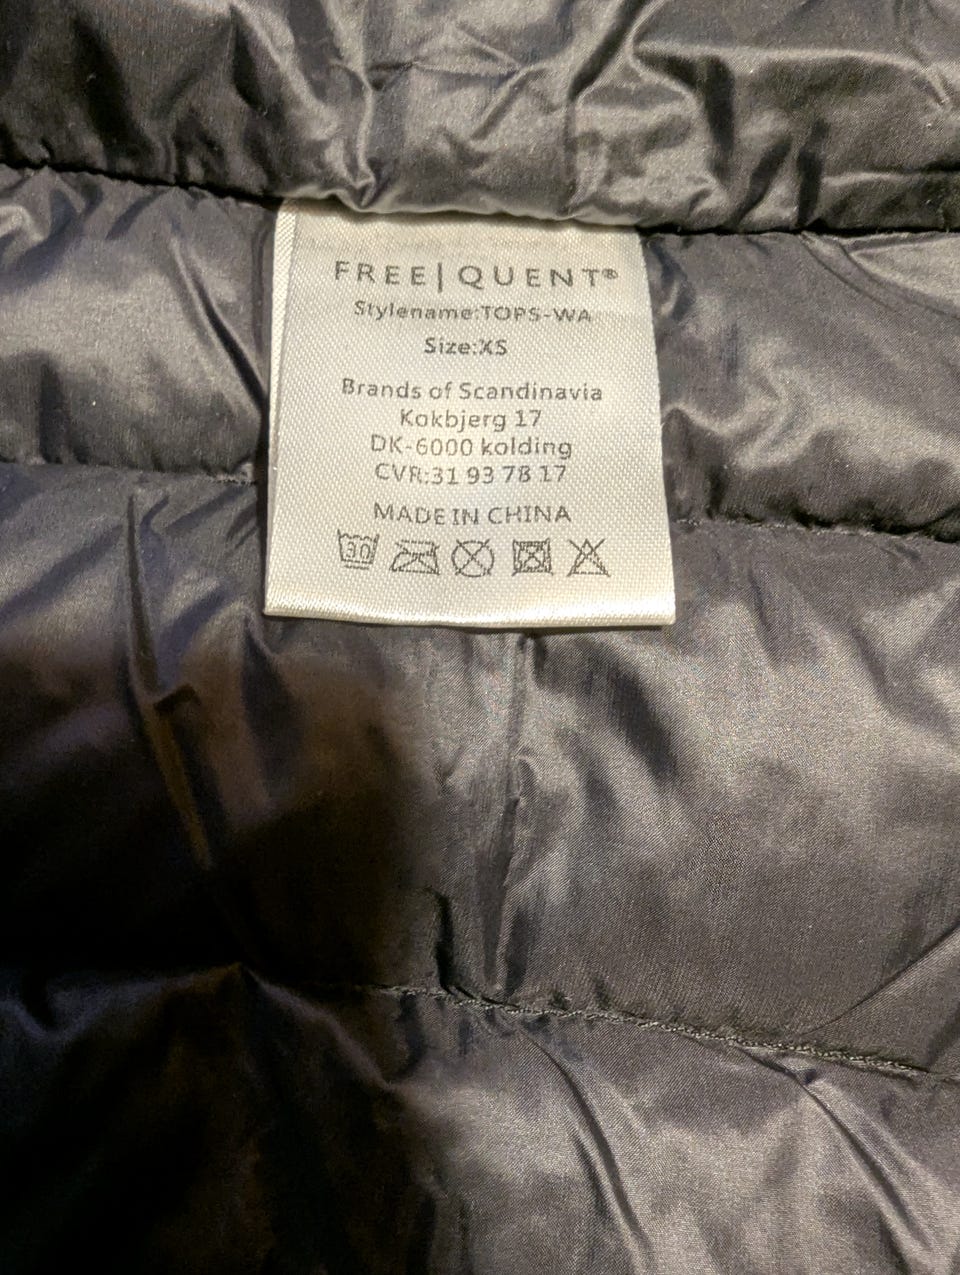 FREE|QUENT®
Stylename:TOPS-WA
Size:XS
Brands of Scandinavia
Kokbjerg 17
DK-6000 kolding
CVR:31 93 78 17
MADE IN CHINA
30